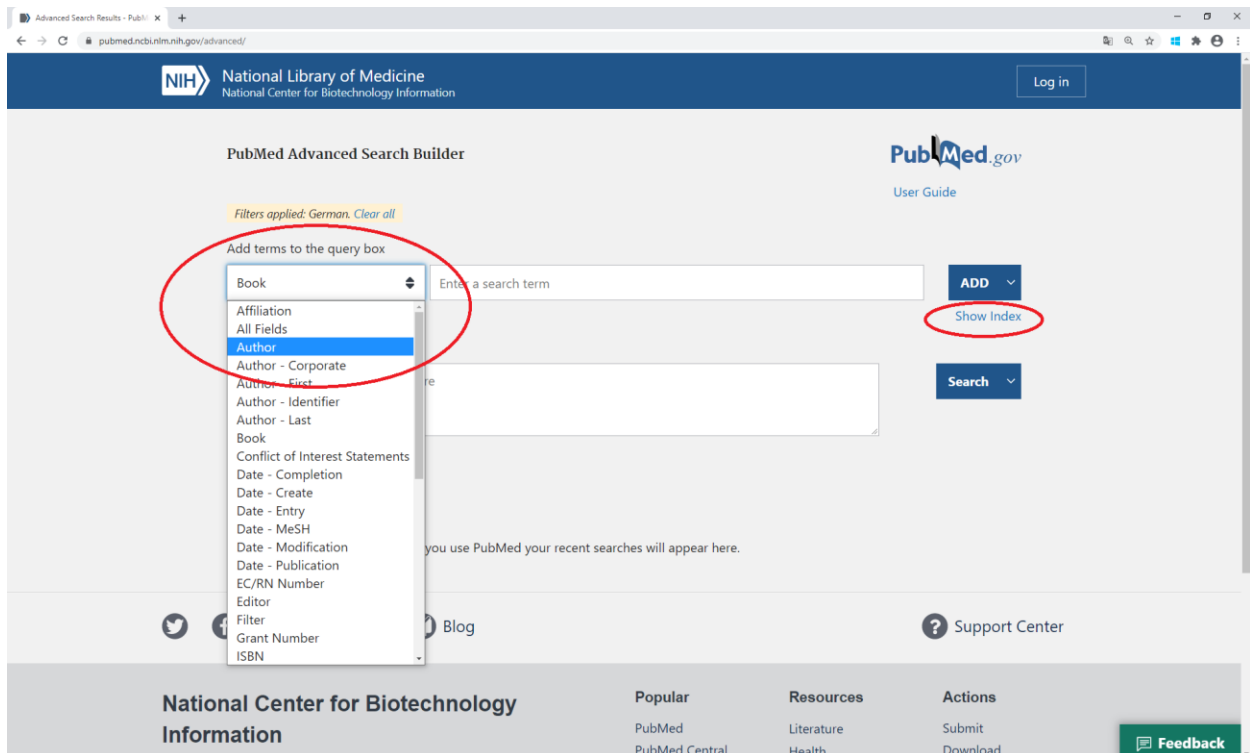 Advanced Search Results - PubM
pubmed.ncbi.nlm.nih.gov/advanced/
NIH
National Library of Medicine
National Center for Biotechnology Information
Log in
PubMed Advanced Search Builder
PubMed.gov
User Guide
Filters applied: German. Clear all
Add terms to the query box
Book
Enter a search term
ADD
Show Index
Affiliation
All Fields
Author
Author - Corporate
Author - First
re
Search
Author - Identifier
Author - Last
Book
Conflict of Interest Statements
Date - Completion
Date - Create
Date - Entry
Date - MeSH
Date - Modification
you use PubMed your recent searches will appear here.
Date - Publication
EC/RN Number
Editor
Filter
Grant Number
ISBN
Blog
Support Center
National Center for Biotechnology
Information
Popular
PubMed
PubMed Central
Resources
Literature
Health
Actions
Submit
Download
Feedback